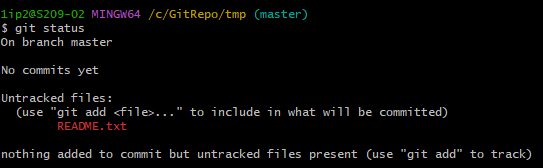 1ip2@S209-02 MINGW64 /c/GitRepo/tmp (master)
$ git status
On branch master
No commits yet
Untracked files:
(use "git add <file>..." to include in what will be committed)
README.txt
nothing added to commit but untracked files present (use "git add" to track)